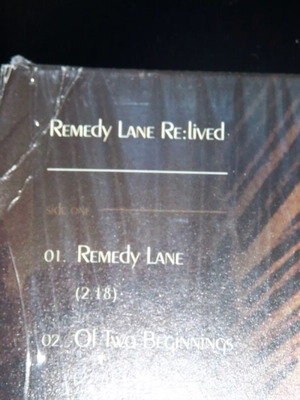 Remedy Lane Re:lived
SIDE ONE
01. Remedy Lane
(2.18)
02. Of Two Beginnings